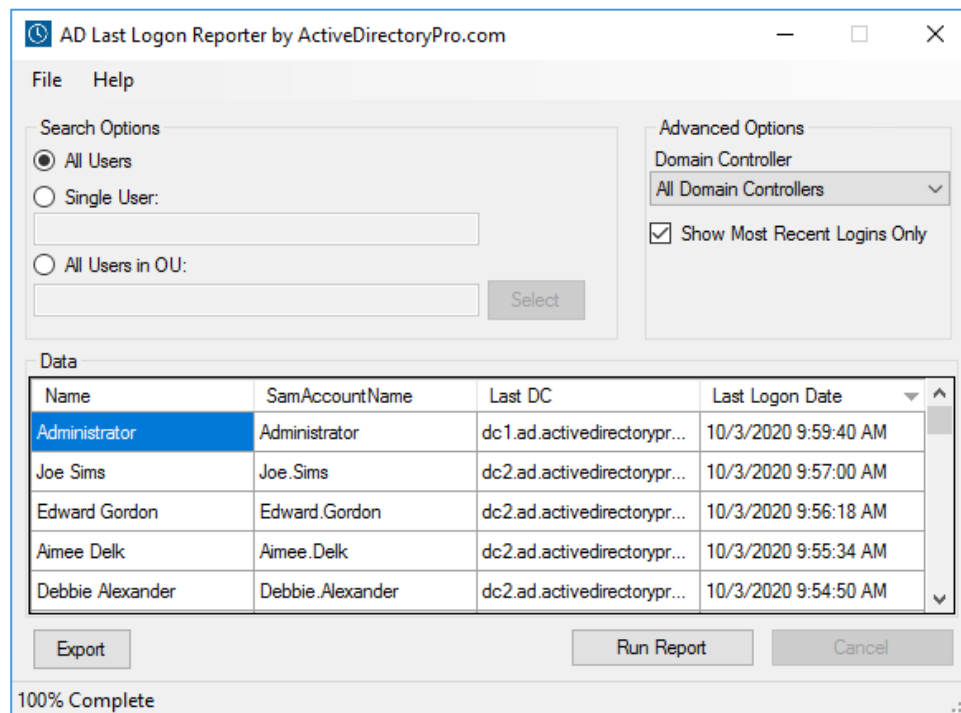 AD Last Logon Reporter by ActiveDirectoryPro.com
File Help
Search Options
All Users
Single User:
All Users in OU:
Select
Advanced Options
Domain Controller
All Domain Controllers
Show Most Recent Logins Only
Data
Name SamAccountName Last DC Last Logon Date
Administrator Administrator dc1.ad.activedirectorypr... 10/3/2020 9:59:40 AM
Joe Sims Joe.Sims dc2.ad.activedirectorypr... 10/3/2020 9:57:00 AM
Edward Gordon Edward.Gordon dc2.ad.activedirectorypr... 10/3/2020 9:56:18 AM
Aimee Delk Aimee.Delk dc2.ad.activedirectorypr... 10/3/2020 9:55:34 AM
Debbie Alexander Debbie.Alexander dc2.ad.activedirectorypr... 10/3/2020 9:54:50 AM
Export Run Report Cancel
100% Complete